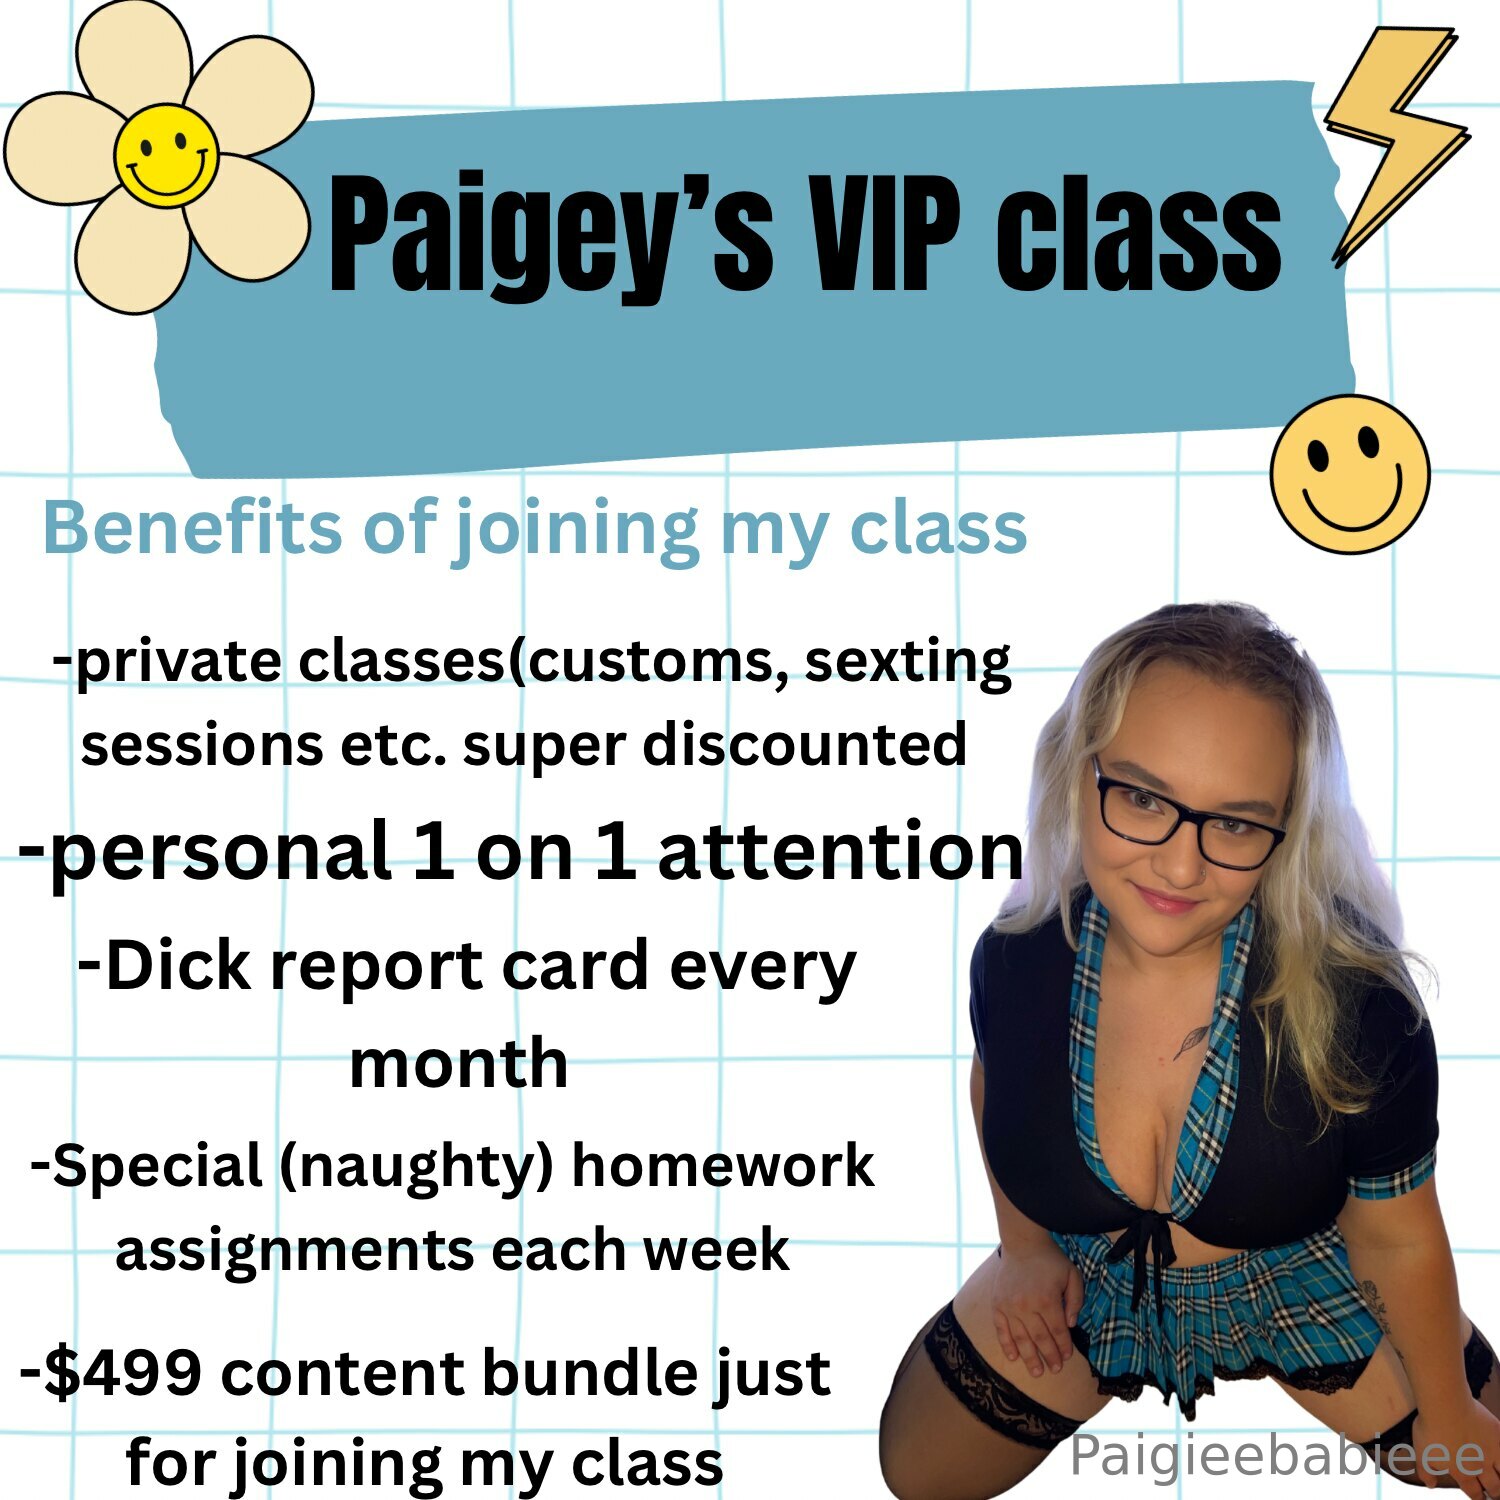 Paigey's VIP class
Benefits of joining my class
-private classes(customs, sexting
sessions etc. super discounted
-personal 1 on 1 attention
-Dick report card every
month
-Special (naughty) homework
assignments each week
-$499 content bundle just
for joining my class
Paigieebabieee